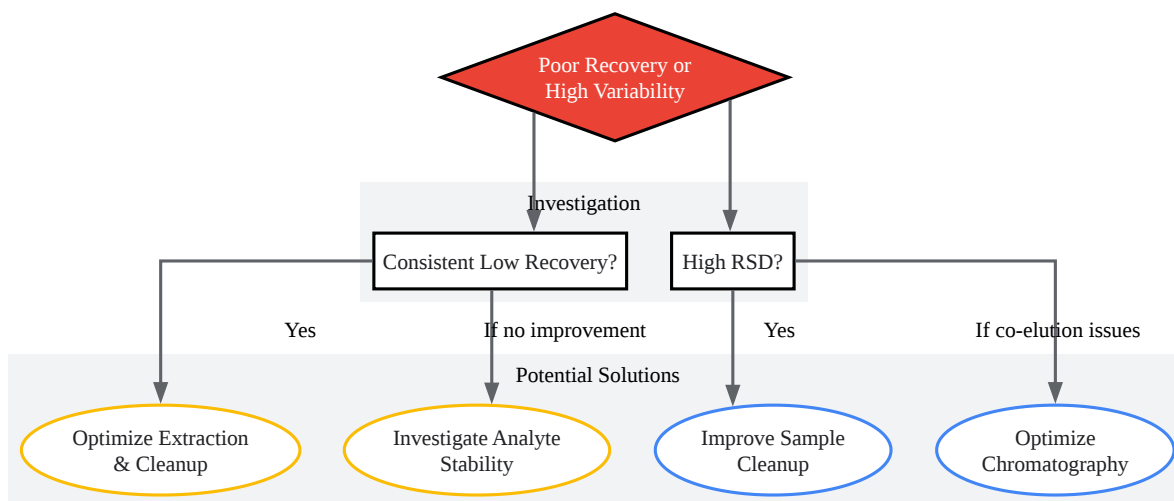 Poor Recovery or
High Variability
Investigation
Consistent Low Recovery?
High RSD?
Yes
If no improvement
Yes
If co-elution issues
Potential Solutions
Optimize Extraction
& Cleanup
Investigate Analyte
Stability
Improve Sample
Cleanup
Optimize
Chromatography